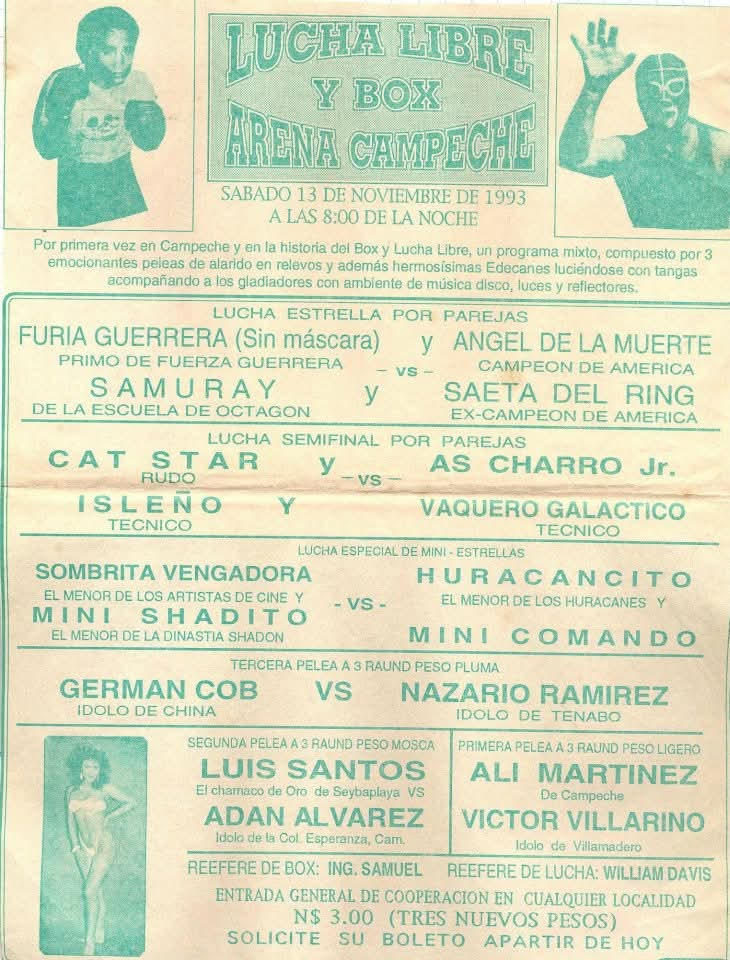 LUCHA LIBRE
Y BOX
ARENA CAMPECHE
SABADO 13 DE NOVIEMBRE DE 1993
A LAS 8:00 DE LA NOCHE
Por primera vez en Campeche y en la historia del Box y Lucha Libre, un programa mixto, compuesto por 3
emocionantes peleas de alarido en relevos y además hermosísimas Edecanes luciéndose con tangas
acompañando a los gladiadores con ambiente de música disco, luces y reflectores.
LUCHA ESTRELLA POR PAREJAS
FURIA GUERRERA (Sin máscara) y ANGEL DE LA MUERTE
PRIMO DE FUERZA GUERRERA - vs - CAMPEON DE AMERICA
SAMURAY y SAETA DEL RING
DE LA ESCUELA DE OCTAGON EX-CAMPEON DE AMERICA
LUCHA SEMIFINAL POR PAREJAS
CAT STAR y AS CHARRO Jr.
RUDO - vs -
ISLEÑO Y VAQUERO GALACTICO
TECNICO TECNICO
LUCHA ESPECIAL DE MINI - ESTRELLAS
SOMBRITA VENGADORA
EL MENOR DE LOS ARTISTAS DE CINE Y
MINI SHADITO
EL MENOR DE LA DINASTIA SHADON
- VS -
HURACANCITO
EL MENOR DE LOS HURACANES Y
MINI COMANDO
TERCERA PELEA A 3 RAUND PESO PLUMA
GERMAN COB VS NAZARIO RAMIREZ
IDOLO DE CHINA IDOLO DE TENABO
SEGUNDA PELEA A 3 RAUND PESO MOSCA
LUIS SANTOS
El chamaco de Oro de Seybaplaya VS
ADAN ALVAREZ
Idolo de la Col. Esperanza, Cam.
PRIMERA PELEA A 3 RAUND PESO LIGERO
ALI MARTINEZ
De Campeche
VICTOR VILLARINO
Idolo de Villamadero
REEFERE DE BOX: ING. SAMUEL REEFERE DE LUCHA: WILLIAM DAVIS
ENTRADA GENERAL DE COOPERACION EN CUALQUIER LOCALIDAD
N$ 3.00 (TRES NUEVOS PESOS)
SOLICITE SU BOLETO APARTIR DE HOY